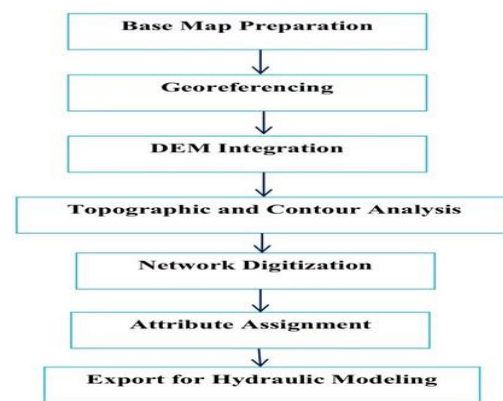 Base Map Preparation
Georeferencing
DEM Integration
Topographic and Contour Analysis
Network Digitization
Attribute Assignment
Export for Hydraulic Modeling